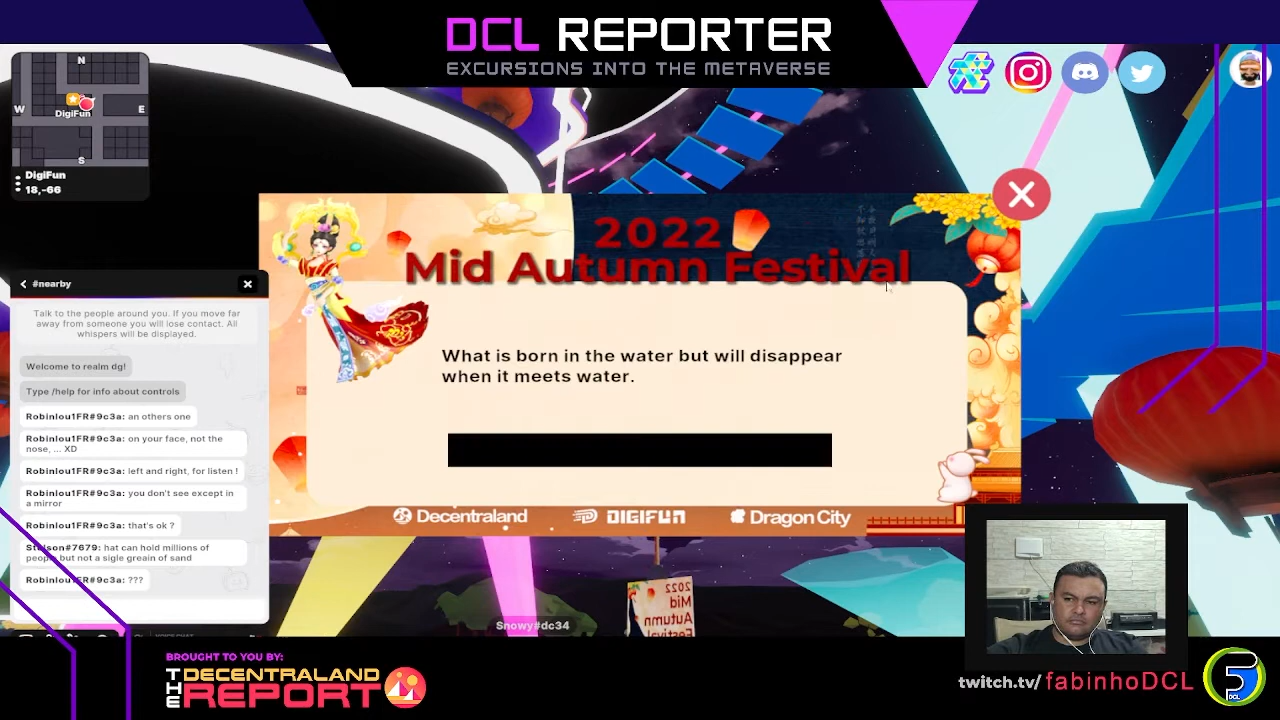 DCL REPORTER
EXCURSIONS INTO THE METAVERSE
N
W
E
DigiFun
S
DigiFun
18,-66
2022
Mid Autumn Festival
#nearby
Talk to the people around you. If you move far
away from someone you will lose contact. All
whispers will be displayed.
Welcome to realm dg!
Type /help for info about controls
Robinlou1FR#9c3a: an others one
Robinlou1FR#9c3a: on your face, not the
nose, ... XD
Robinlou1FR#9c3a: left and right, for listen !
Robinlou1FR#9c3a: you don't see except in
a mirror
Robinlou1FR#9c3a: that's ok ?
hat can hold millions of
but not a sigle greain of sand
???
What is born in the water but will disappear
when it meets water.
Decentraland
DIGIFUN
Dragon City
2022
Mid
Autumn
Festival
Snowy#dc34
BROUGHT TO YOU BY:
THE DECENTRALAND
REPORT
twitch.tv/fabinhoDCL
DCL